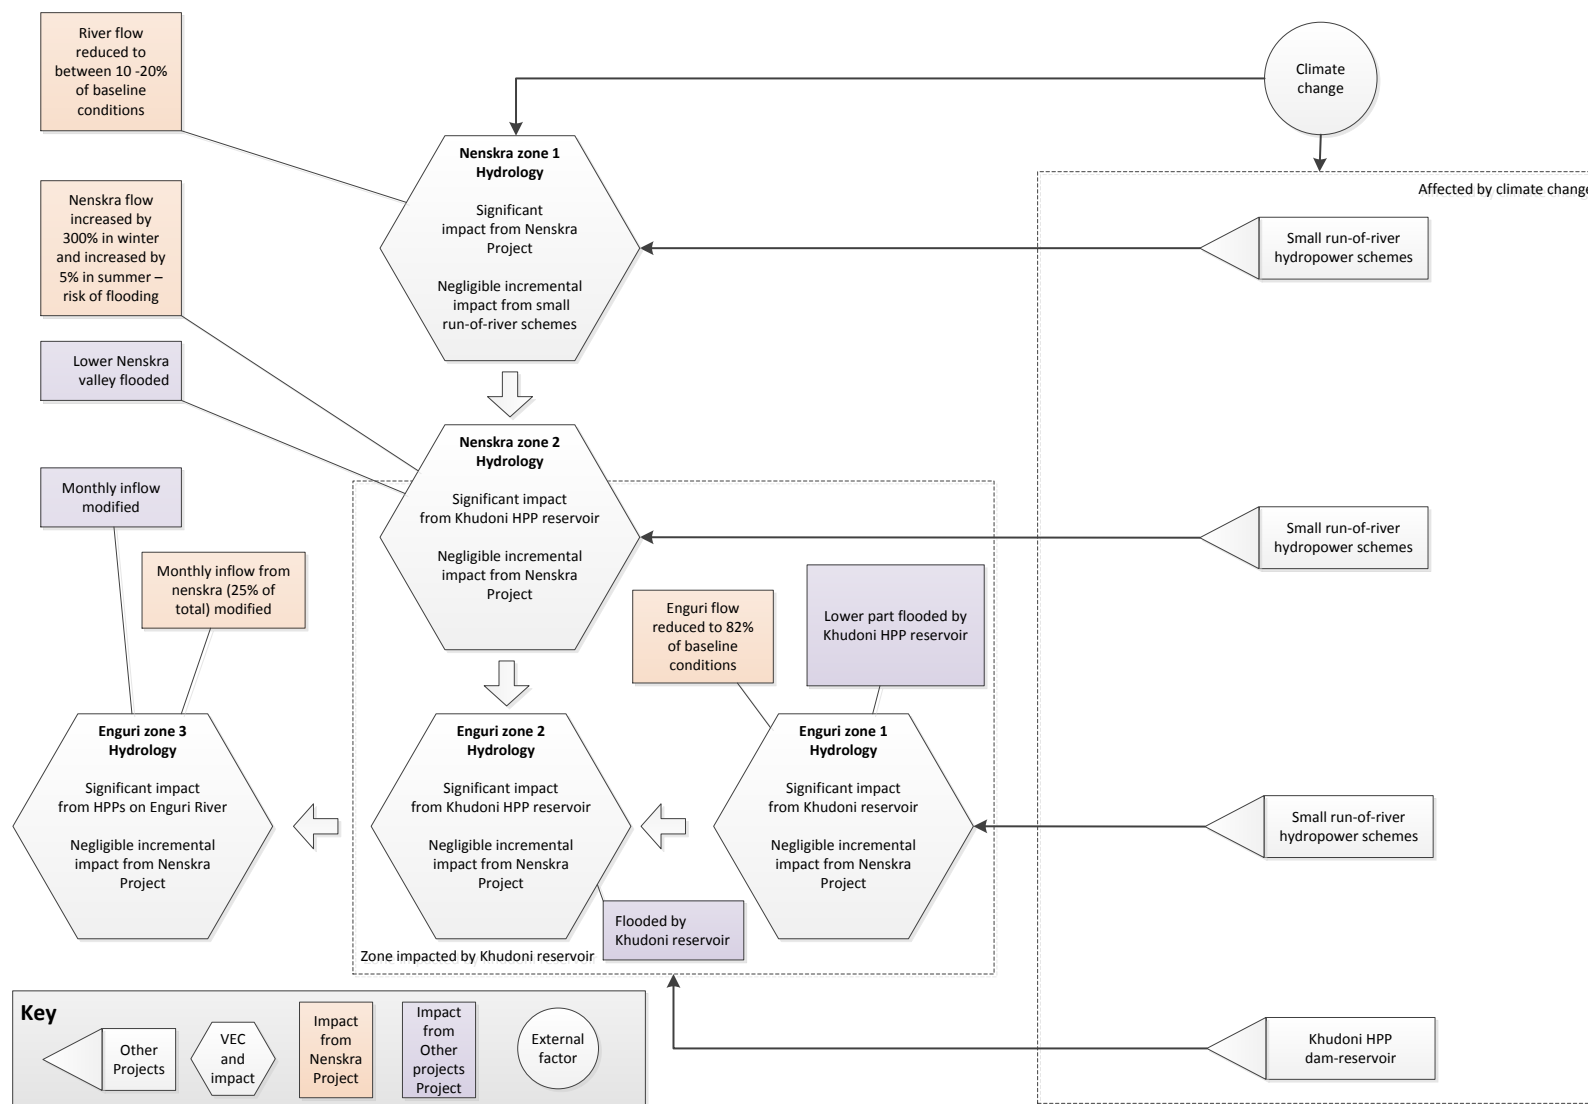 River flow
reduced to
between 10 -20%
of baseline
conditions
Climate
change
Nenskra zone 1
Hydrology
Significant
impact from Nenskra
Project
Negligible incremental
impact from small
run-of-river schemes
Affected by climate change
Small run-of-river
hydropower schemes
Nenskra flow
increased by
300% in winter
and increased by
5% in summer –
risk of flooding
Lower Nenskra
valley flooded
Nenskra zone 2
Hydrology
Significant impact
from Khudoni HPP reservoir
Negligible incremental
impact from Nenskra
Project
Small run-of-river
hydropower schemes
Monthly inflow
modified
Monthly inflow from
nenskra (25% of
total) modified
Enguri flow
reduced to 82%
of baseline
conditions
Lower part flooded by
Khudoni HPP reservoir
Enguri zone 3
Hydrology
Significant impact
from HPPs on Enguri River
Negligible incremental
impact from Nenskra
Project
Enguri zone 2
Hydrology
Significant impact
from Khudoni HPP reservoir
Negligible incremental
impact from Nenskra
Project
Enguri zone 1
Hydrology
Significant impact
from Khudoni reservoir
Negligible incremental
impact from Nenskra
Project
Small run-of-river
hydropower schemes
Flooded by
Khudoni reservoir
Zone impacted by Khudoni reservoir
Key
Other
Projects
VEC
and
impact
Impact
from
Nenskra
Project
Impact
from
Other
projects
Project
External
factor
Khudoni HPP
dam-reservoir